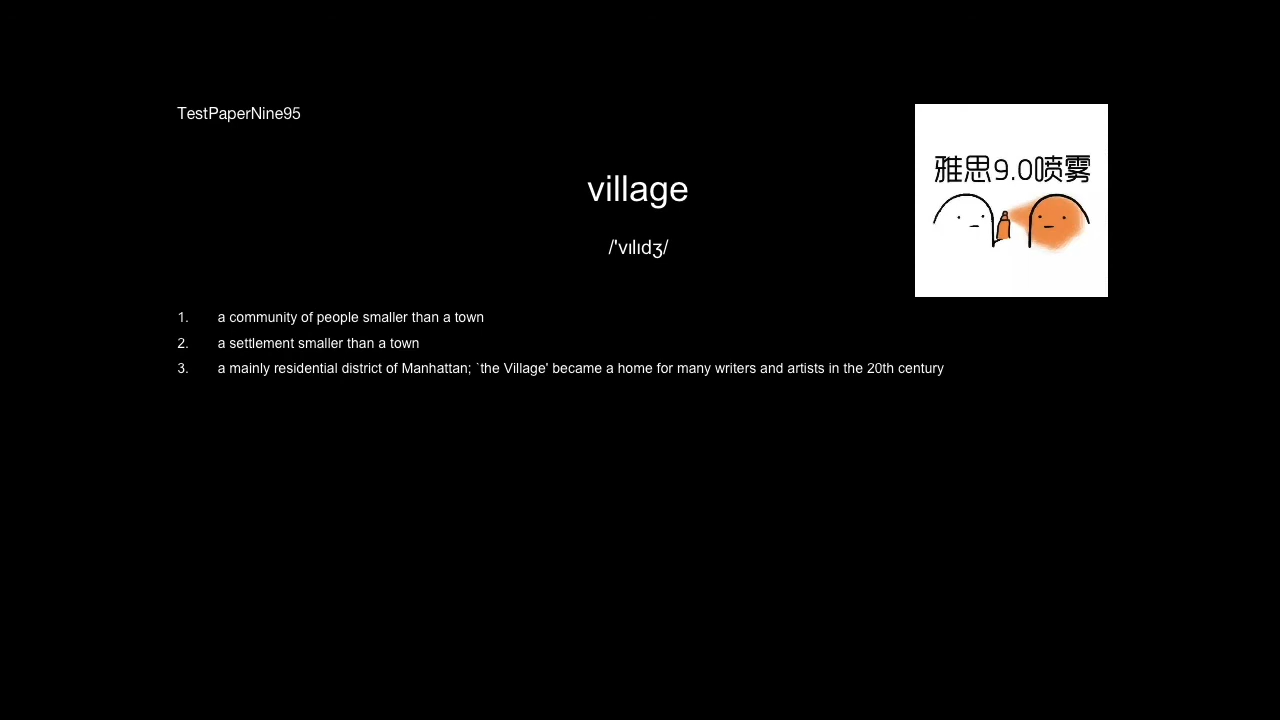 TestPaperNine95
雅思9.0喷雾
village
/'vɪlɪdʒ/
1. a community of people smaller than a town
2. a settlement smaller than a town
3. a mainly residential district of Manhattan; `the Village' became a home for many writers and artists in the 20th century